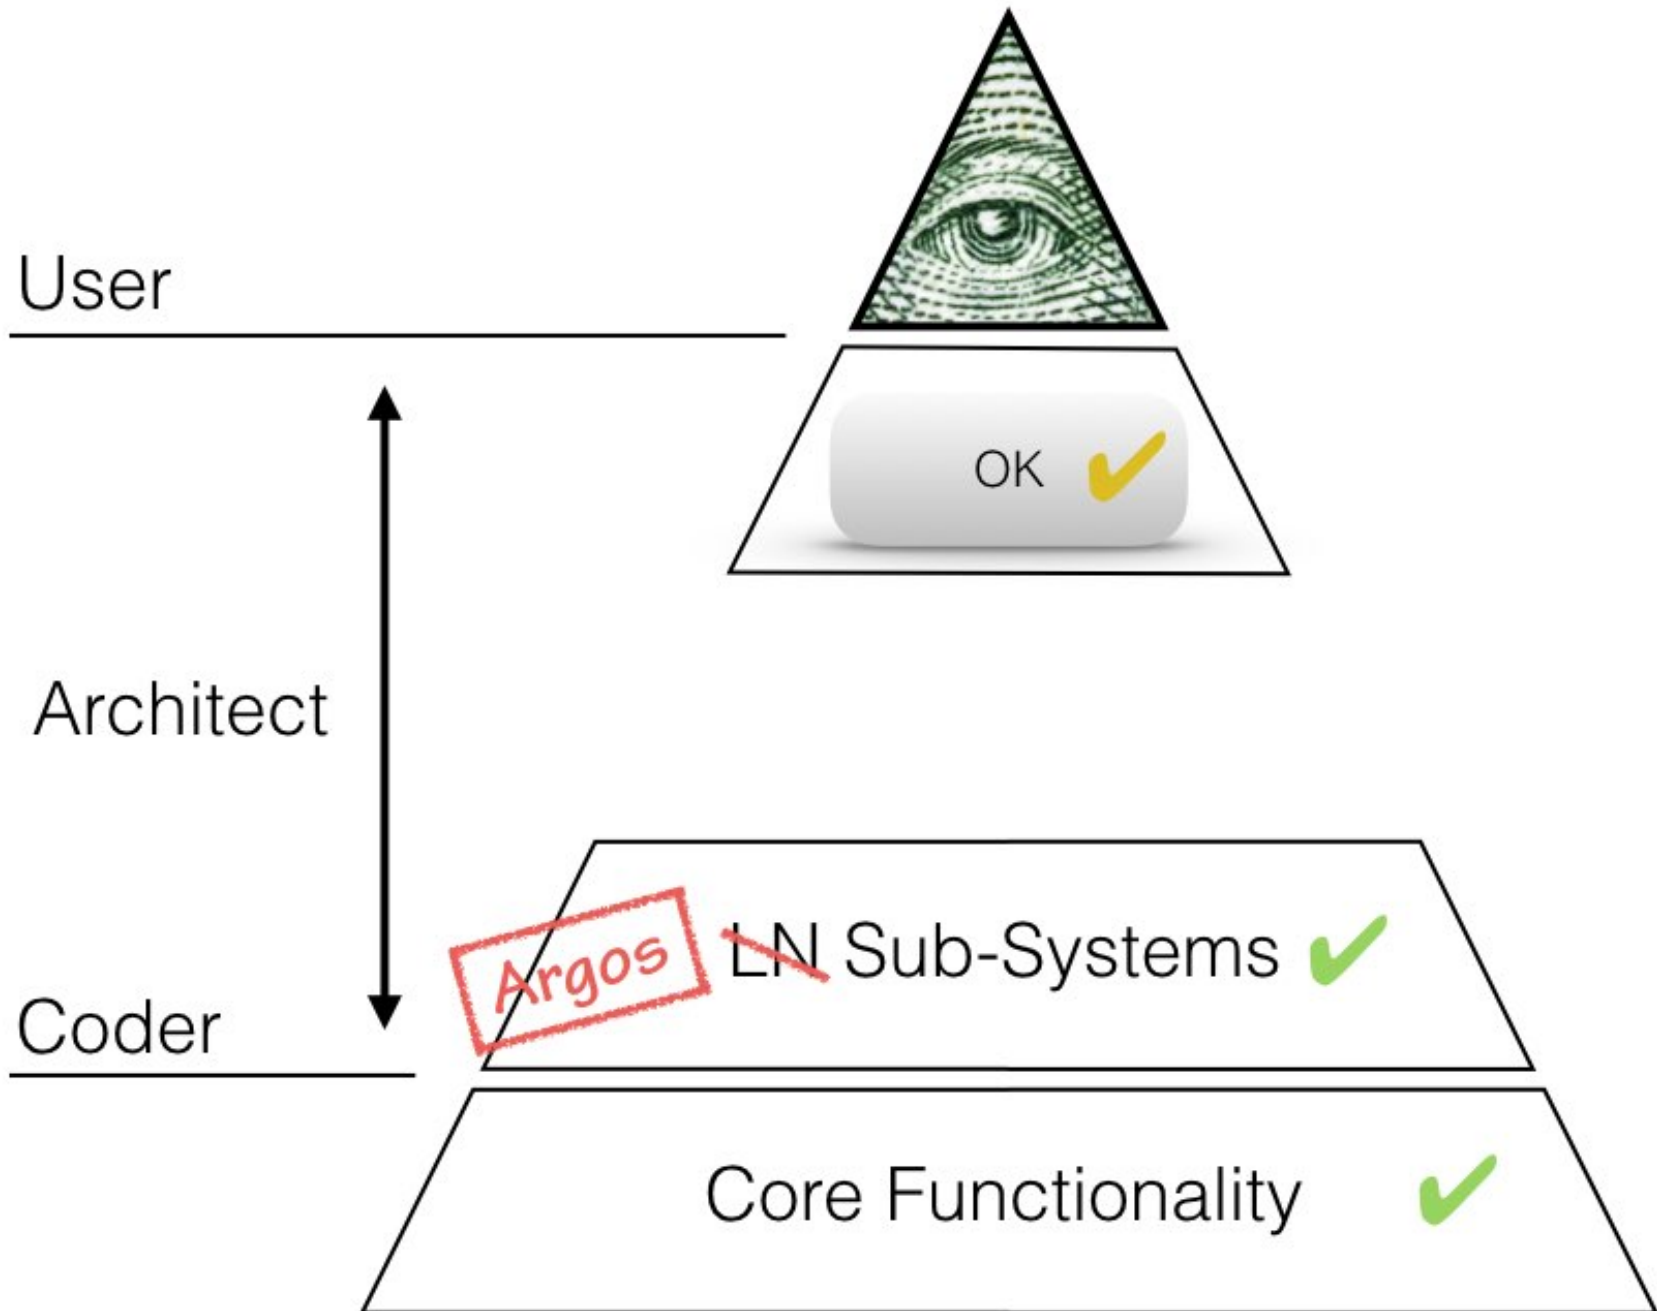 User
OK
Architect
Argos
LN Sub-Systems
Coder
Core Functionality